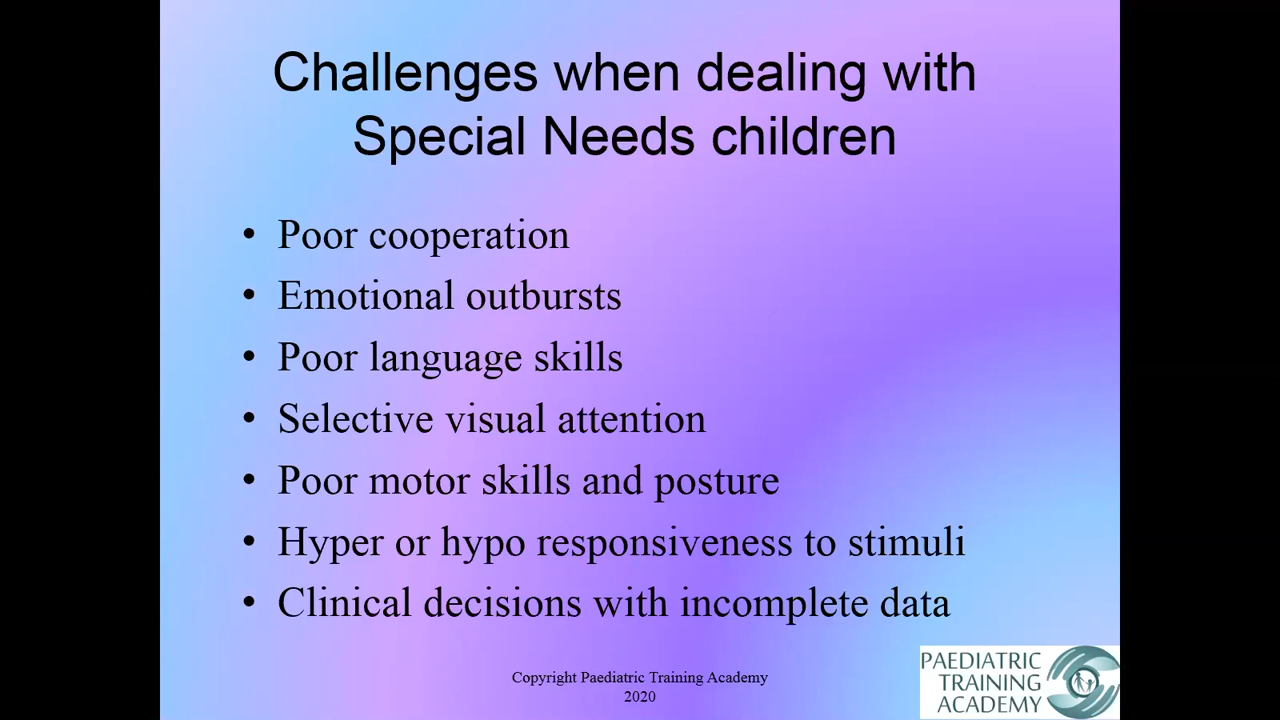 Challenges when dealing with
Special Needs children
• Poor cooperation
• Emotional outbursts
• Poor language skills
• Selective visual attention
• Poor motor skills and posture
• Hyper or hypo responsiveness to stimuli
• Clinical decisions with incomplete data
Copyright Paediatric Training Academy
2020
PAEDIATRIC
TRAINING
ACADEMY